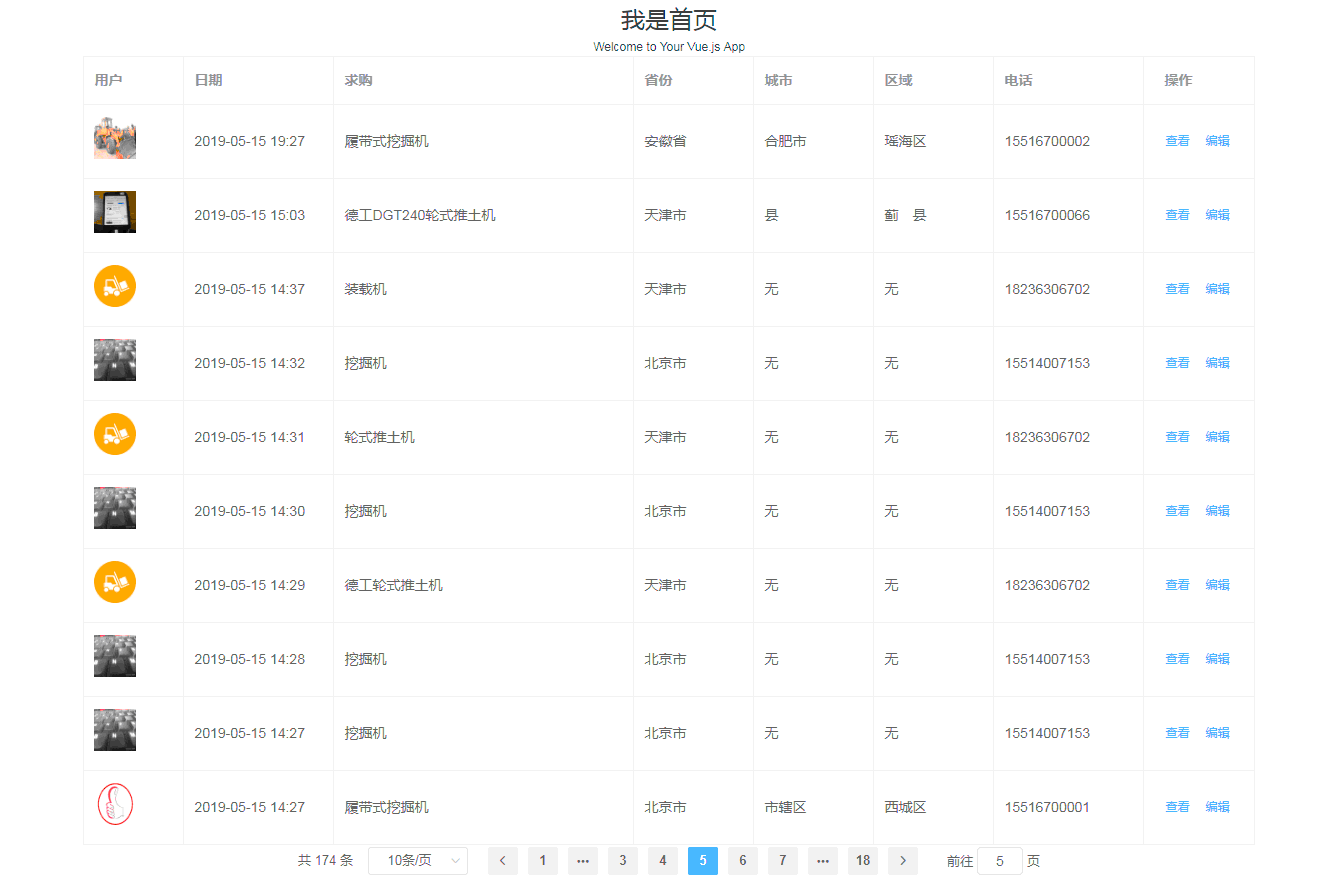 我是首页
Welcome to Your Vue.js App
用户 日期 求购 省份 城市 区域 电话 操作
2019-05-15 19:27 履带式挖掘机 安徽省 合肥市 瑶海区 15516700002 查看 编辑
2019-05-15 15:03 德工DGT240轮式推土机 天津市 县 蓟　县 15516700066 查看 编辑
2019-05-15 14:37 装载机 天津市 无 无 18236306702 查看 编辑
2019-05-15 14:32 挖掘机 北京市 无 无 15514007153 查看 编辑
2019-05-15 14:31 轮式推土机 天津市 无 无 18236306702 查看 编辑
2019-05-15 14:30 挖掘机 北京市 无 无 15514007153 查看 编辑
2019-05-15 14:29 德工轮式推土机 天津市 无 无 18236306702 查看 编辑
2019-05-15 14:28 挖掘机 北京市 无 无 15514007153 查看 编辑
2019-05-15 14:27 挖掘机 北京市 无 无 15514007153 查看 编辑
2019-05-15 14:27 履带式挖掘机 北京市 市辖区 西城区 15516700001 查看 编辑
共 174 条 10条/页 1 ••• 3 4 5 6 7 ••• 18 前往 5 页